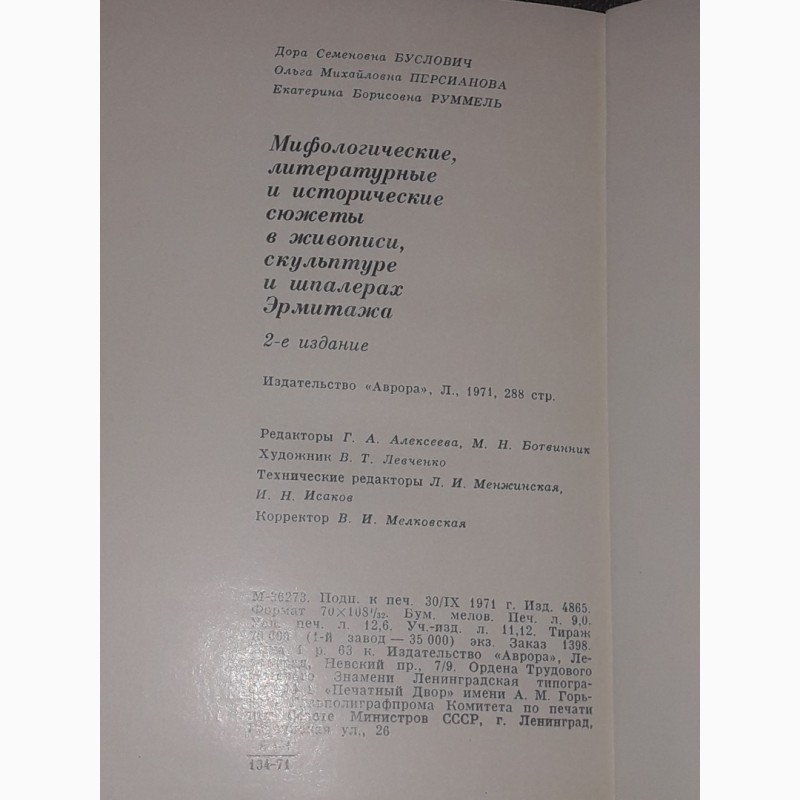 Дора Семеновна БУСЛОВИЧ
Ольга Михайловна ПЕРСИАНОВА
Екатерина Борисовна РУММЕЛЬ
Мифологические,
литературные
и исторические
сюжеты
в живописи,
скульптуре
и шпалерах
Эрмитажа
2-е издание
Издательство «Аврора», Л., 1971, 288 стр.
Редакторы Г. А. Алексеева, М. Н. Ботвинник
Художник В. Т. Левченко
Технические редакторы Л. И. Менжинская,
И. Н. Исаков
Корректор В. И. Мелковская
М-36273. Подп. к печ. 30/IX 1971 г. Изд. 4865.
Формат 70×108¹/₃₂. Бум. мелов. Печ. л. 9,0.
печ. л. 12,6. Уч.-изд. л. 11,12. Тираж
(1-й завод — 35 000) экз. Заказ 1398.
1 р. 63 к. Издательство «Аврора», Ле-
Невский пр., 7/9. Ордена Трудового
Знамени Ленинградская типогра-
«Печатный Двор» имени А. М. Горь-
Комитета по печати
Министров СССР, г. Ленинград,
ул., 26
134-71